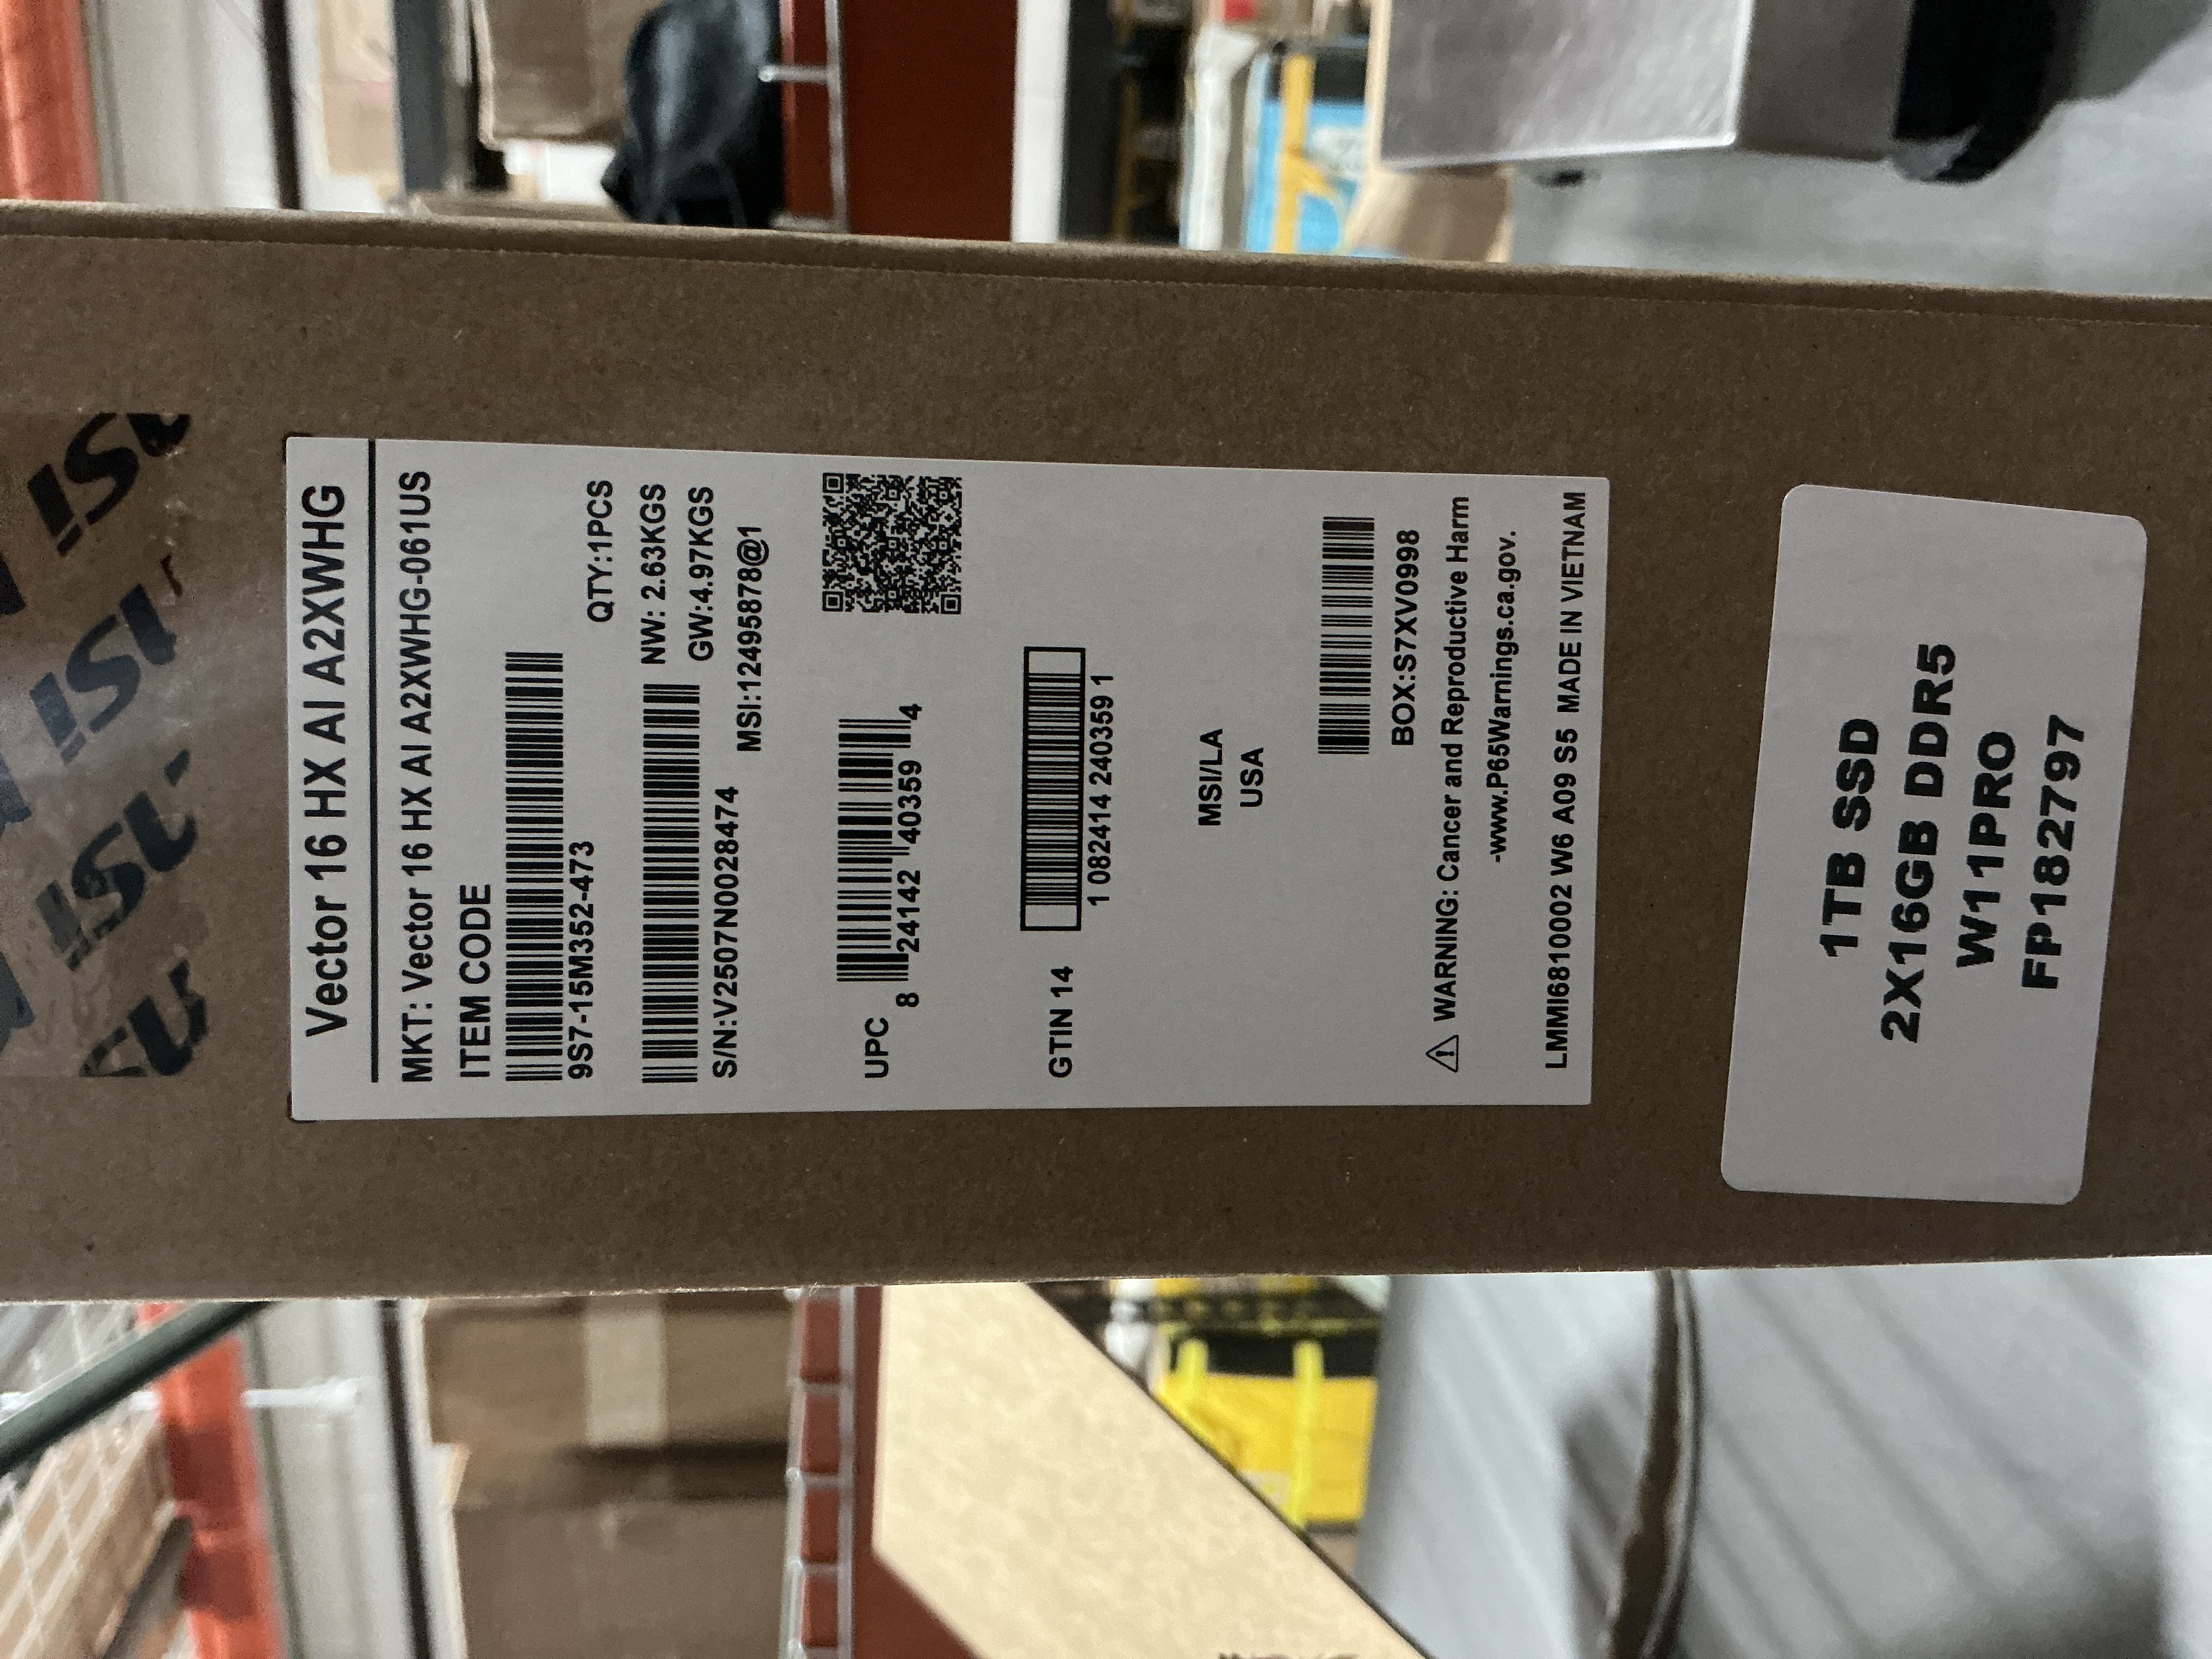 Vector 16 HX AI A2XWHG
MKT: Vector 16 HX AI A2XWHG-061US
ITEM CODE
9S7-15M352-473
QTY:1PCS
NW: 2.63KGS
GW:4.97KGS
S/N:V2507N0028474
MSI:12495878@1
UPC
8 24142 40359 4
GTIN 14
1 082414 240359 1
MSI/LA
USA
BOX:S7XV0998
⚠ WARNING: Cancer and Reproductive Harm
-www.P65Warnings.ca.gov.
LMMI6810002 W6 A09 S5 MADE IN VIETNAM
1TB SSD
2X16GB DDR5
W11PRO
FP182797